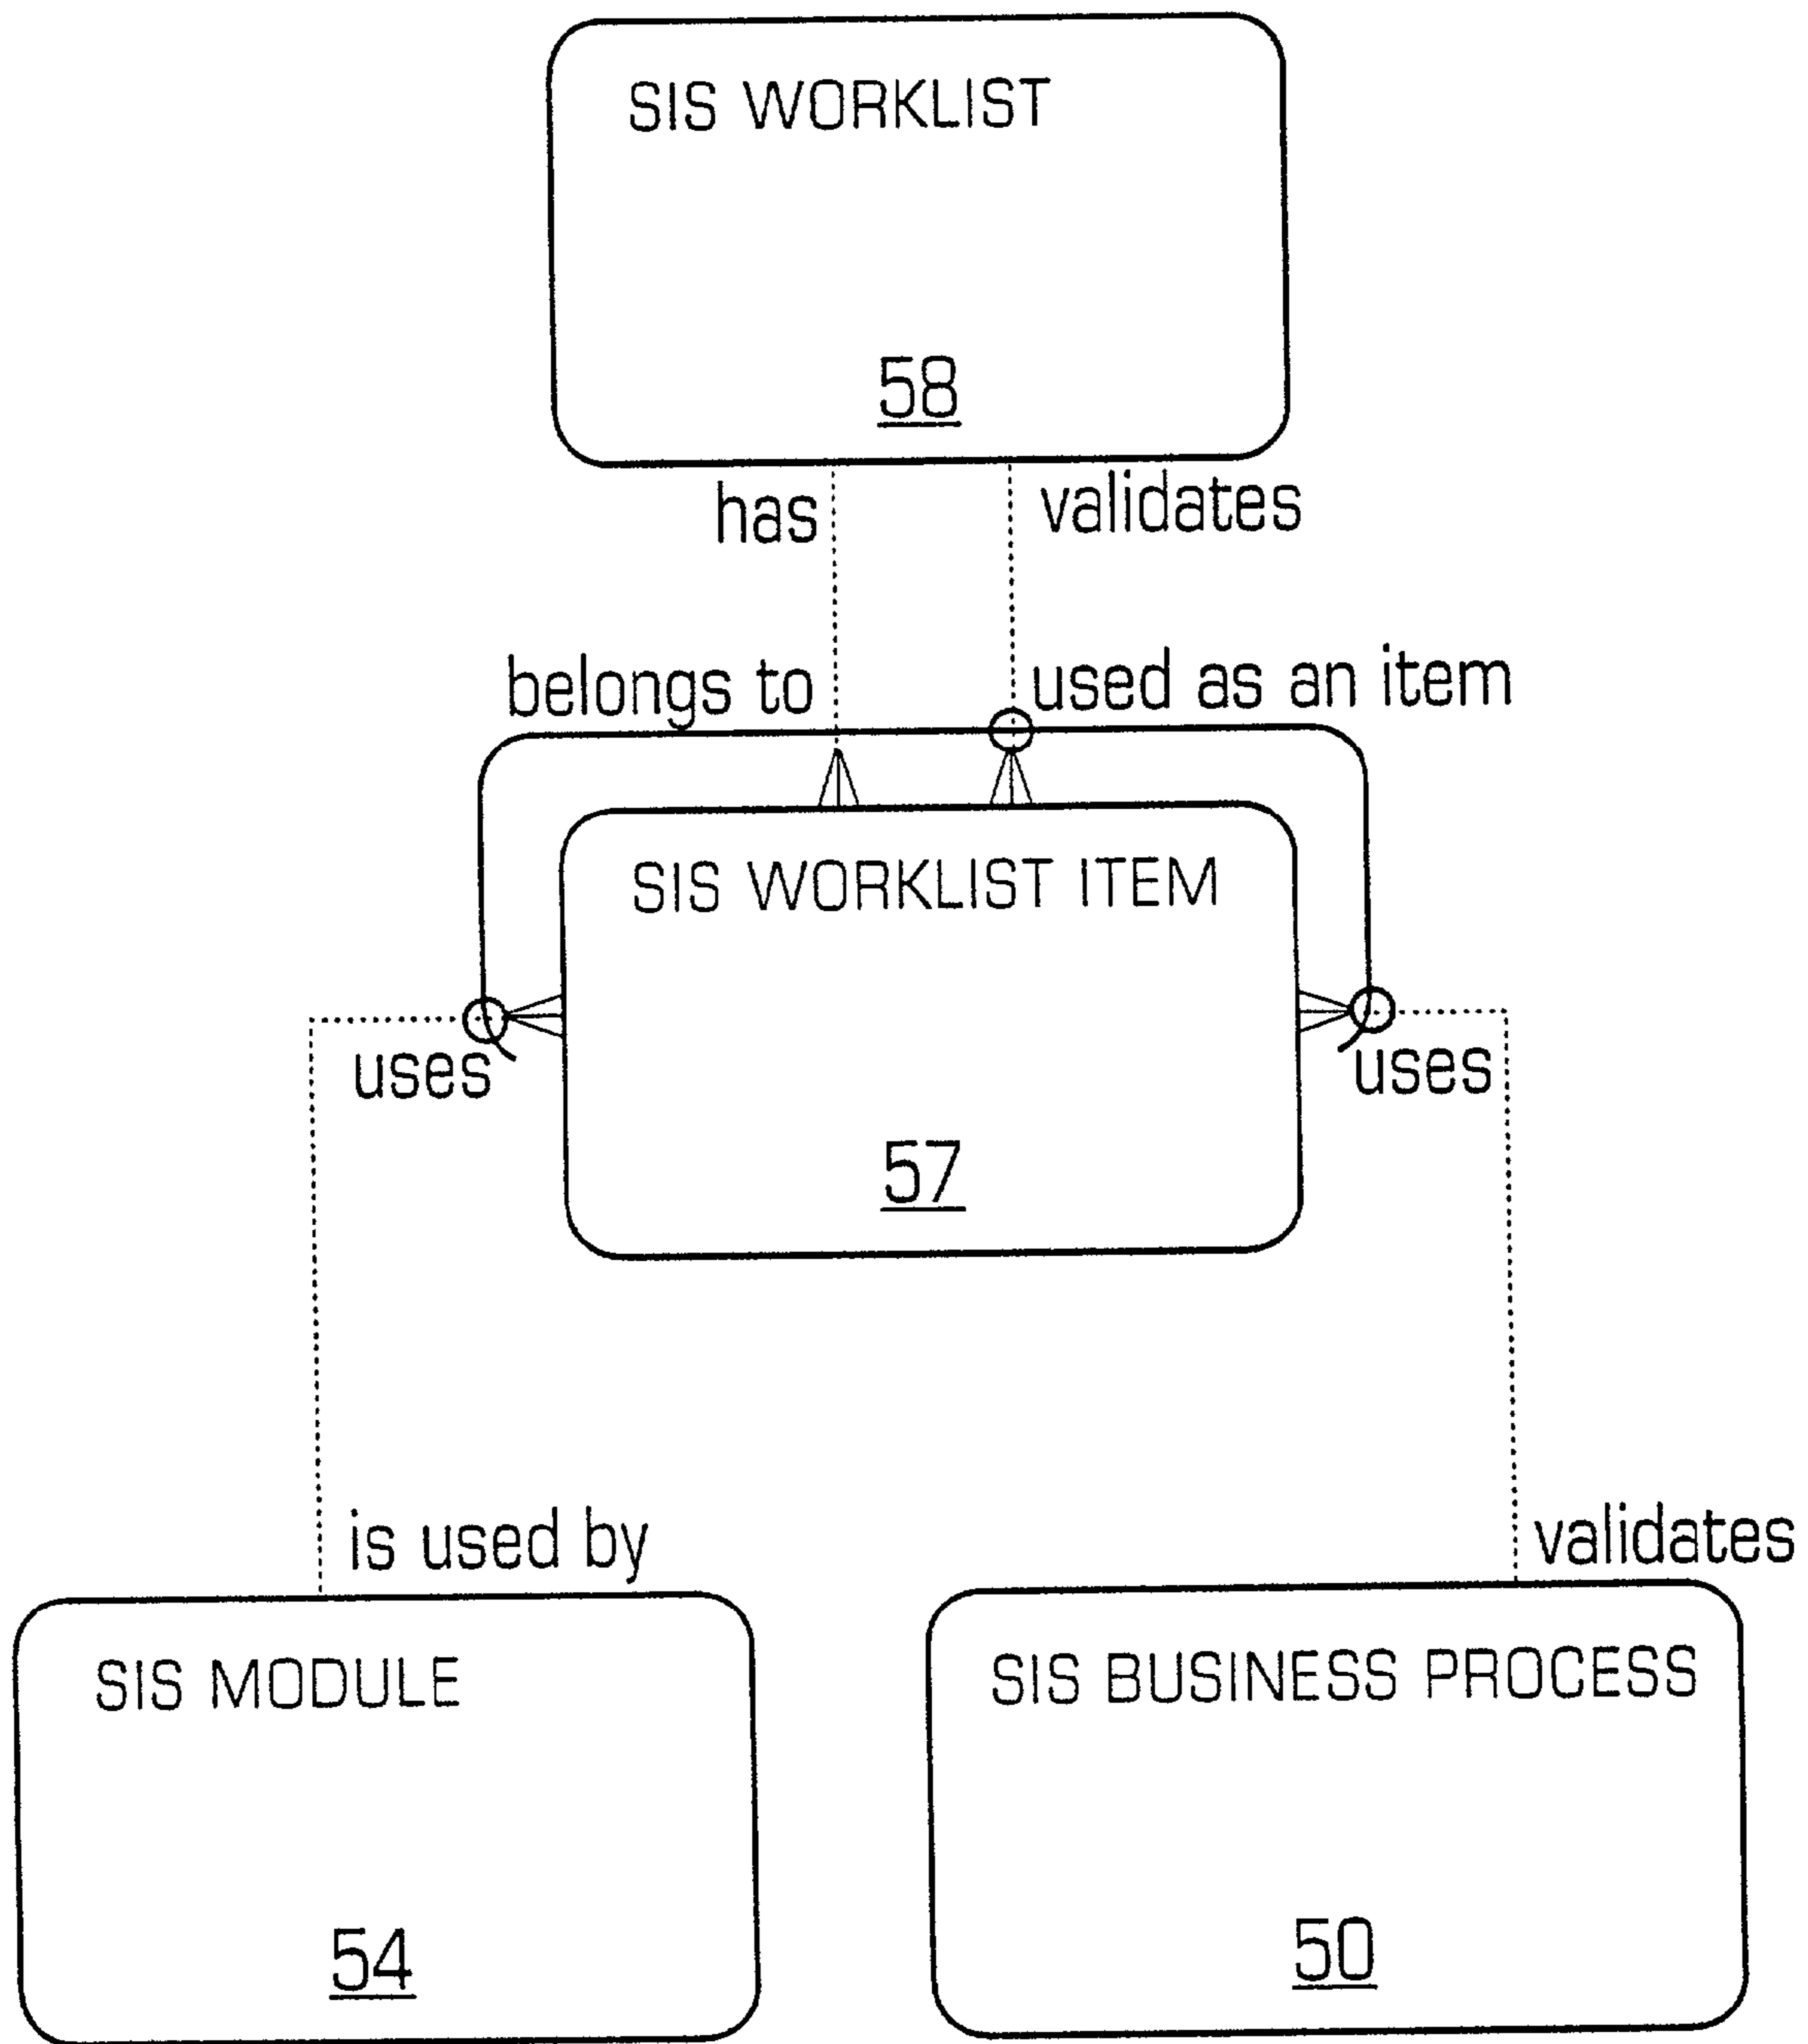 SIS WORKLIST
58
has
validates
belongs to
used as an item
SIS WORKLIST ITEM
uses
uses
57
is used by
validates
SIS MODULE
SIS BUSINESS PROCESS
54
50